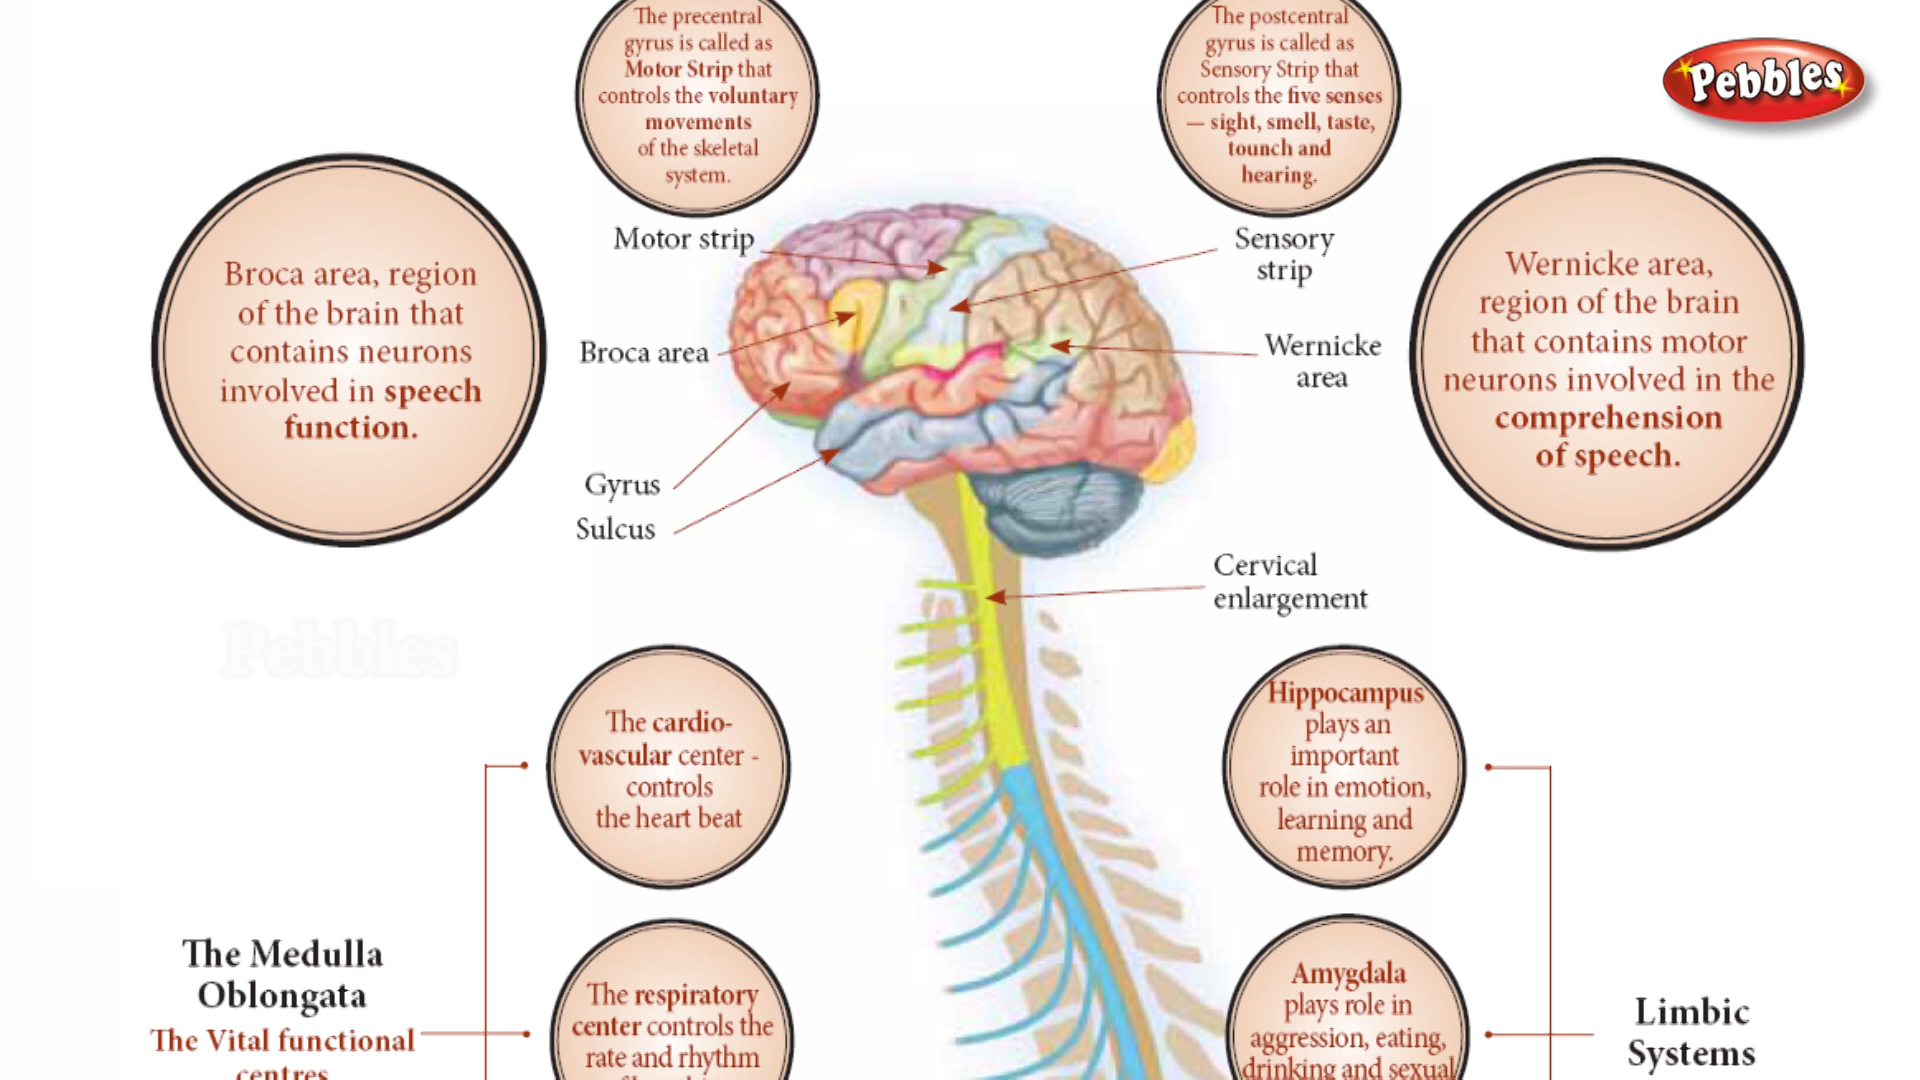 The precentral
gyrus is called as
Motor Strip that
controls the voluntary
movements
of the skeletal
system.
The postcentral
gyrus is called as
Sensory Strip that
controls the five senses
— sight, smell, taste,
tounch and
hearing.
Pebbles
Broca area, region
of the brain that
contains neurons
involved in speech
function.
Motor strip
Broca area
Gyrus
Sulcus
Sensory
strip
Wernicke
area
Cervical
enlargement
Wernicke area,
region of the brain
that contains motor
neurons involved in the
comprehension
of speech.
Pebbles
The cardio-
vascular center -
controls
the heart beat
Hippocampus
plays an
important
role in emotion,
learning and
memory.
The Medulla
Oblongata
The Vital functional
centres
The respiratory
center controls the
rate and rhythm
Amygdala
plays role in
aggression, eating,
drinking and sexual
Limbic
Systems